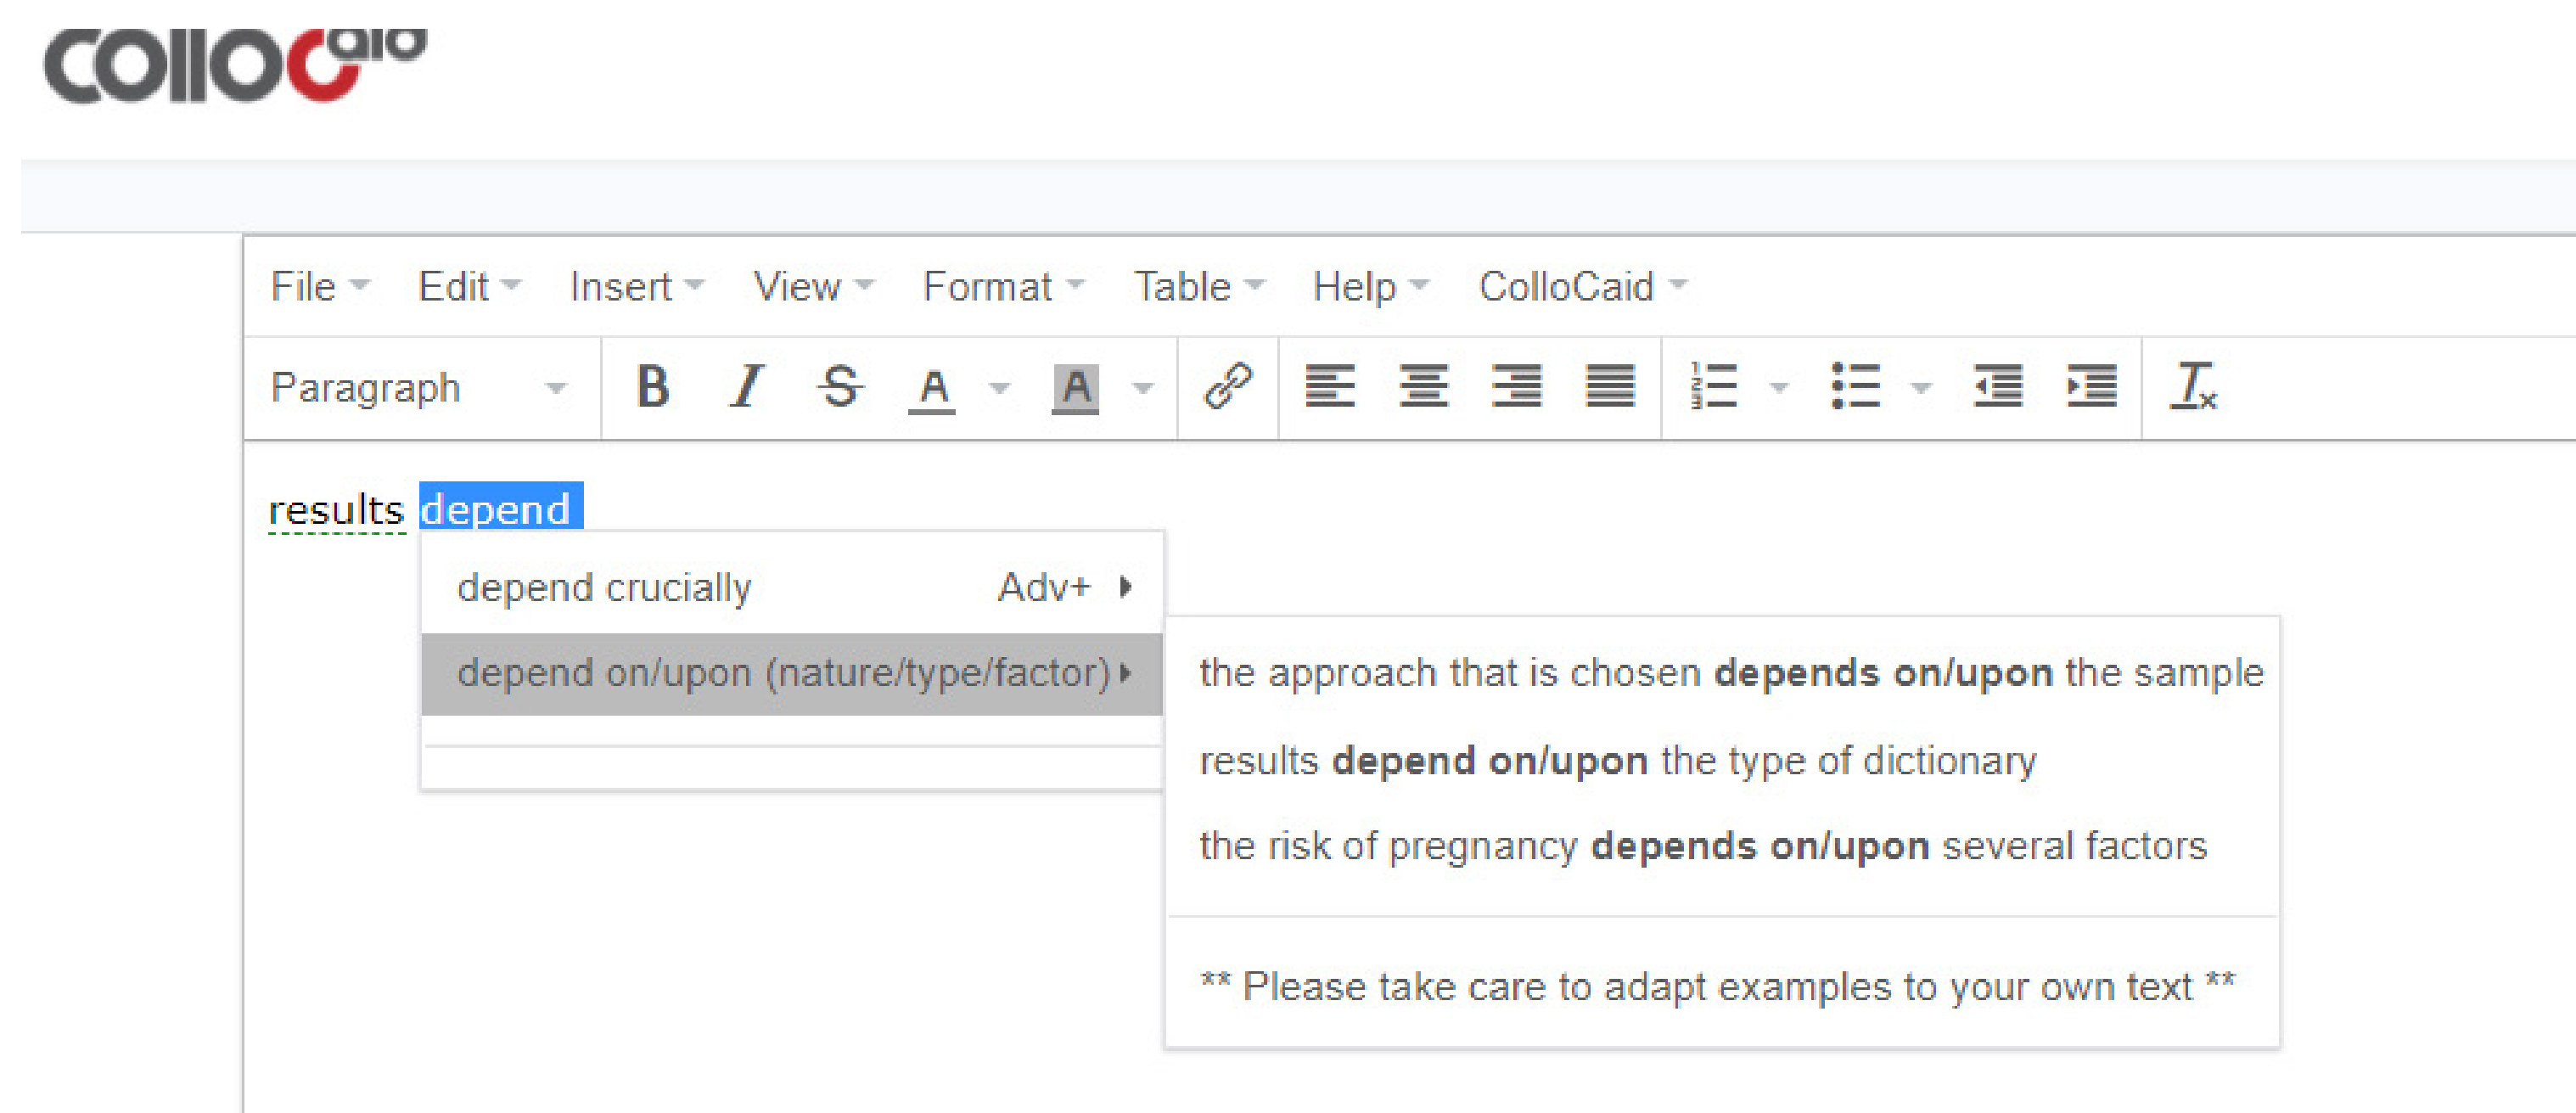 ColloCaid
File Edit Insert View Format Table Help ColloCaid
Paragraph B I S A A Tx
results depend
depend crucially Adv+
depend on/upon (nature/type/factor)
the approach that is chosen depends on/upon the sample
results depend on/upon the type of dictionary
the risk of pregnancy depends on/upon several factors
** Please take care to adapt examples to your own text **